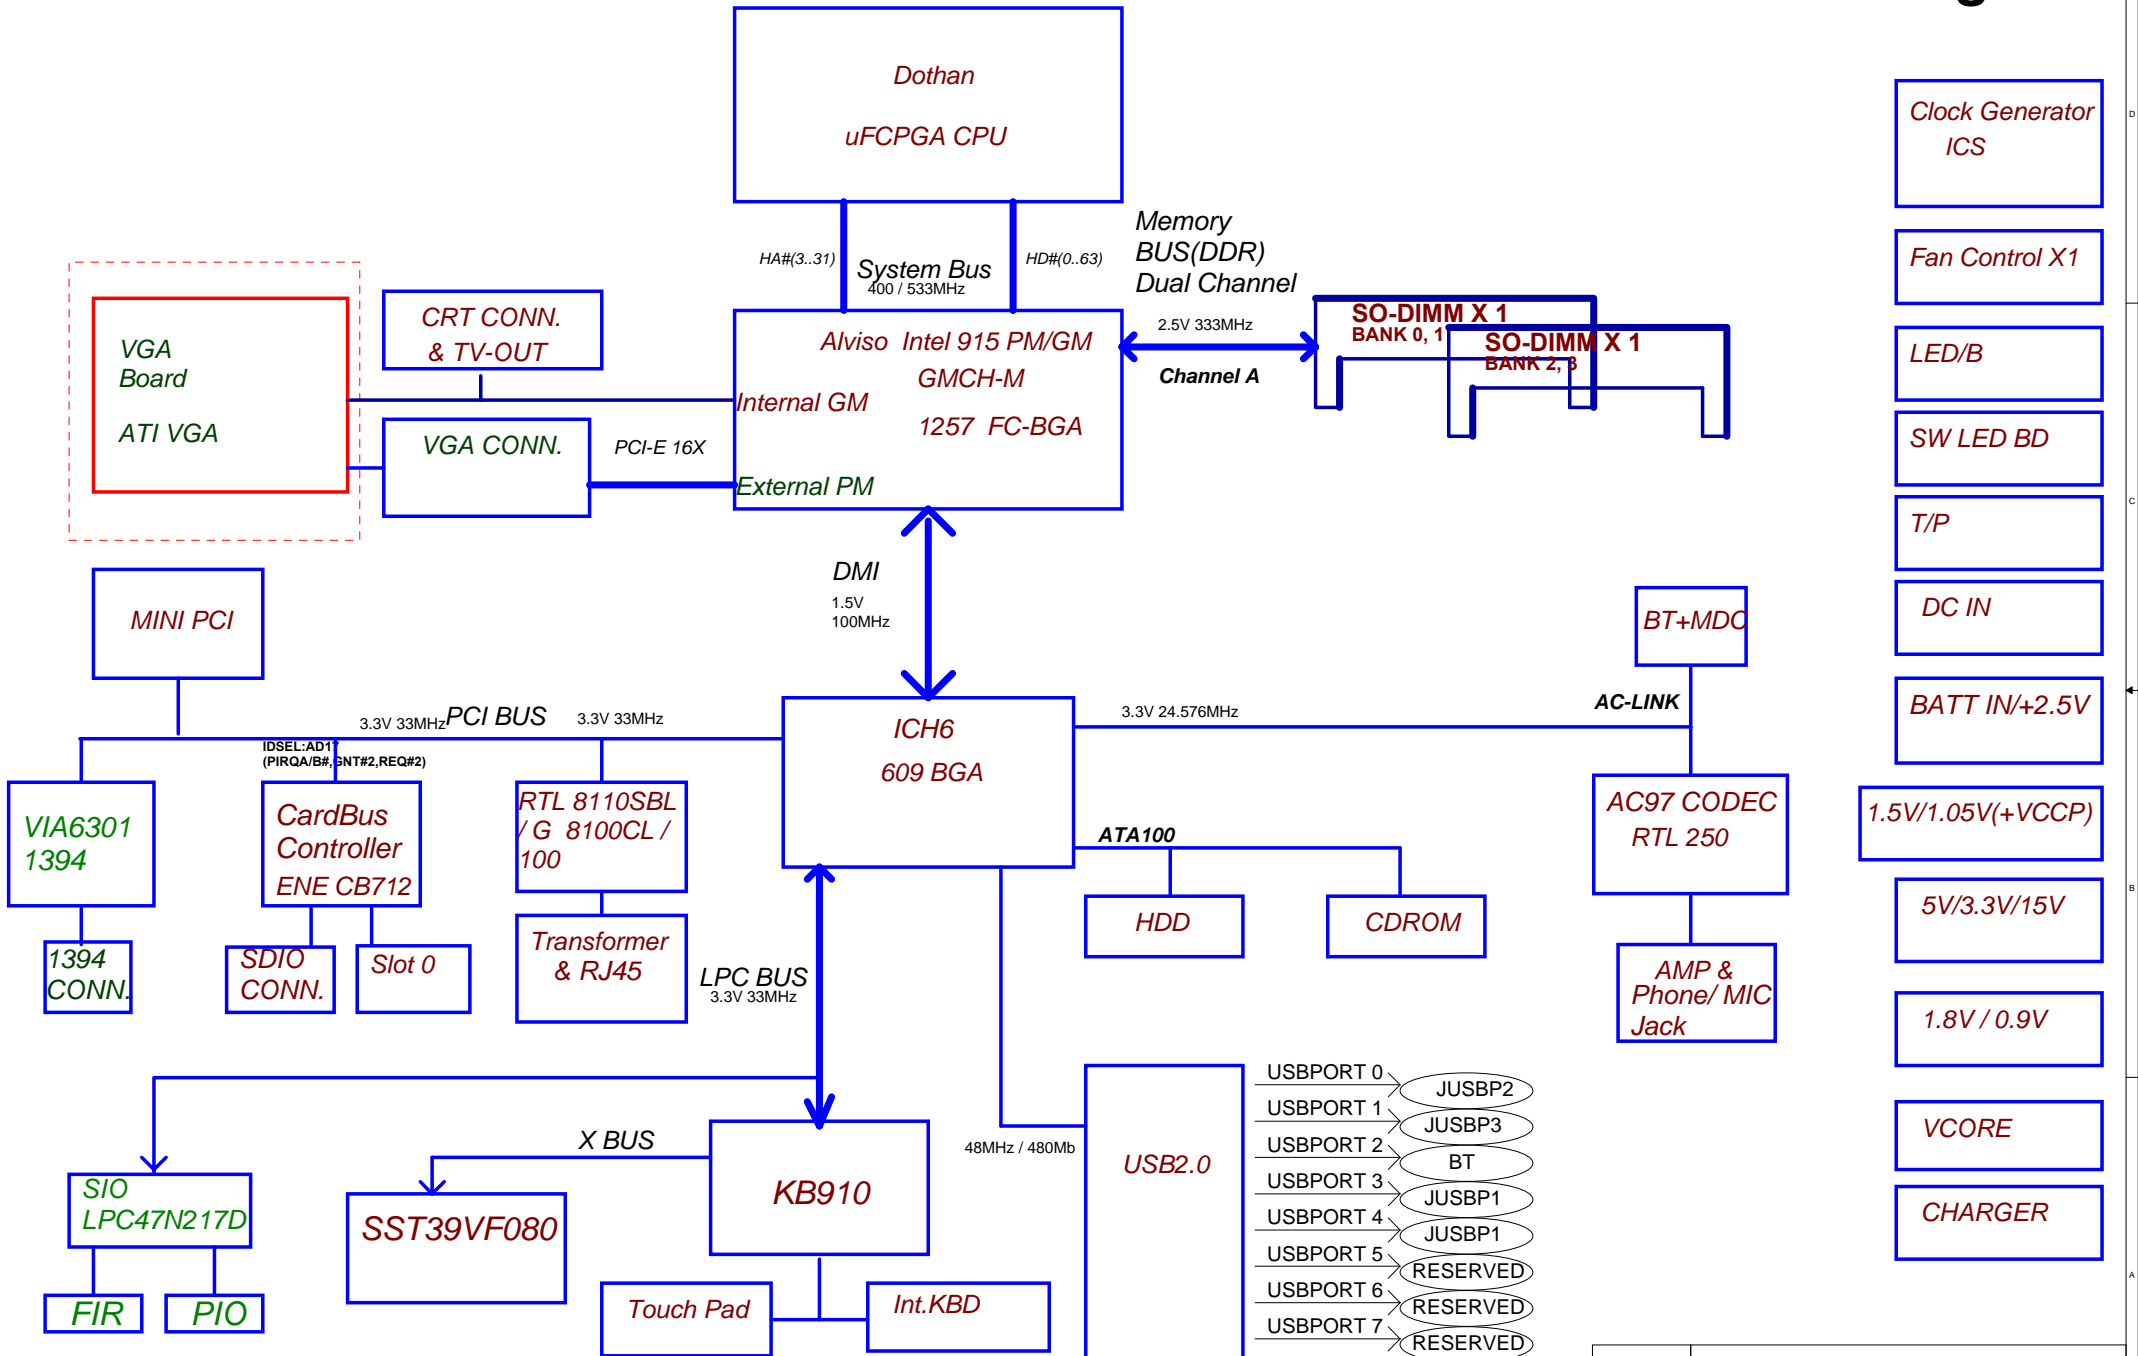 Dothan
uFCPGA CPU
HA#(3..31)
System Bus
400 / 533MHz
HD#(0..63)
Memory
BUS(DDR)
Dual Channel
2.5V 333MHz
Channel A
SO-DIMM X 1
BANK 0, 1
SO-DIMM X 1
BANK 2, 3
VGA
Board
ATI VGA
CRT CONN.
& TV-OUT
VGA CONN.
PCI-E 16X
Alviso Intel 915 PM/GM
GMCH-M
1257 FC-BGA
Internal GM
External PM
DMI
1.5V
100MHz
MINI PCI
3.3V 33MHz
PCI BUS
3.3V 33MHz
IDSEL:AD17
(PIRQA/B#,GNT#2,REQ#2)
ICH6
609 BGA
3.3V 24.576MHz
AC-LINK
BT+MDC
VIA6301
1394
CardBus
Controller
ENE CB712
RTL 8110SBL
/ G 8100CL /
100
ATA100
AC97 CODEC
RTL 250
1394
CONN.
SDIO
CONN.
Slot 0
Transformer
& RJ45
LPC BUS
3.3V 33MHz
HDD
CDROM
AMP &
Phone/ MIC
Jack
X BUS
SIO
LPC47N217D
SST39VF080
KB910
48MHz / 480Mb
USB2.0
FIR
PIO
Touch Pad
Int.KBD
USBPORT 0
JUSBP2
USBPORT 1
JUSBP3
USBPORT 2
BT
USBPORT 3
JUSBP1
USBPORT 4
JUSBP1
USBPORT 5
RESERVED
USBPORT 6
RESERVED
USBPORT 7
RESERVED
Clock Generator
ICS
Fan Control X1
LED/B
SW LED BD
T/P
DC IN
BATT IN/+2.5V
1.5V/1.05V(+VCCP)
5V/3.3V/15V
1.8V / 0.9V
VCORE
CHARGER
D
C
B
A